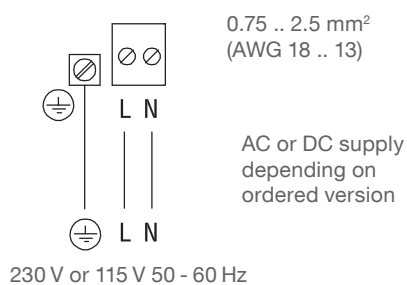 0.75 .. 2.5 mm²
(AWG 18 .. 13)
L N
AC or DC supply
depending on
ordered version
L N
230 V or 115 V 50 - 60 Hz